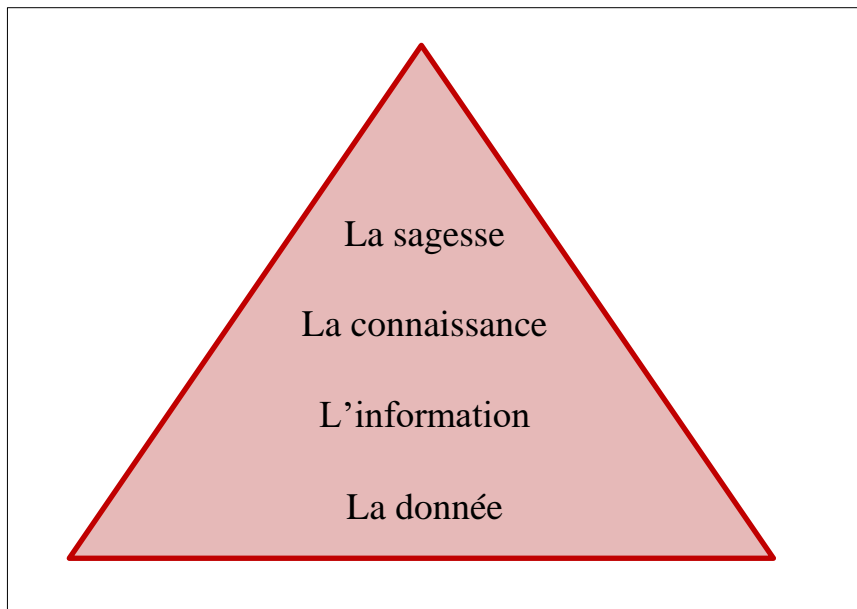 La sagesse
La connaissance
L’information
La donnée